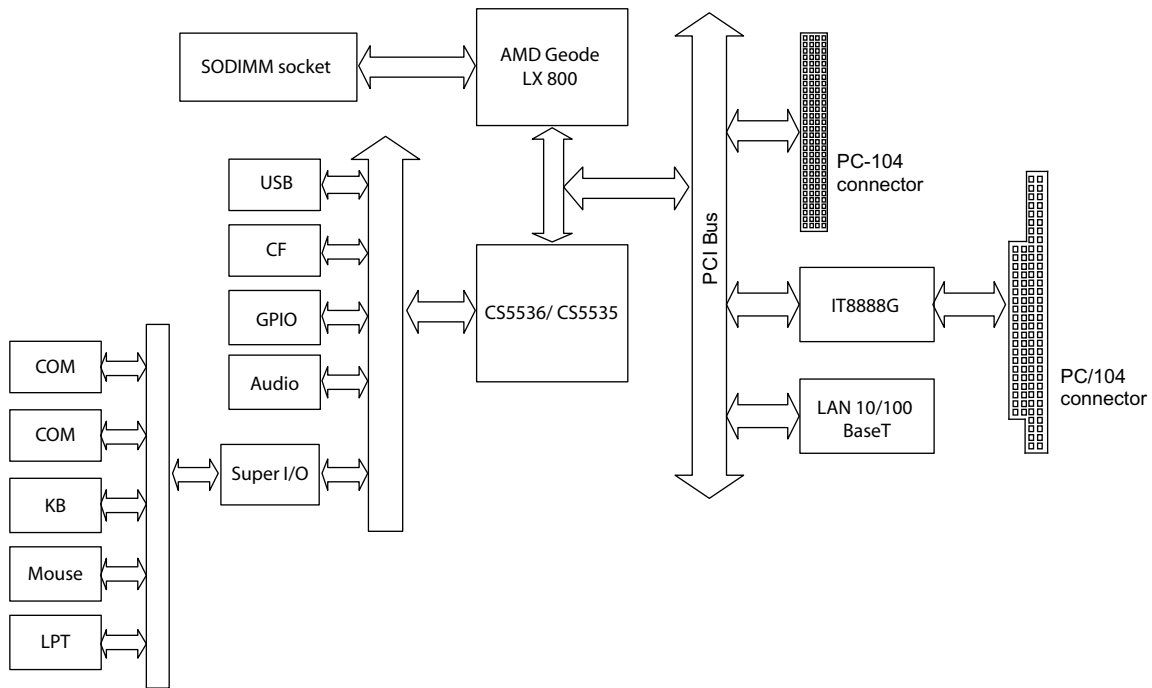 SODIMM socket
AMD Geode
LX 800
USB
CF
GPIO
Audio
Super I/O
COM
COM
KB
Mouse
LPT
CS5536/ CS5535
PCI Bus
PC-104
connector
IT8888G
LAN 10/100
BaseT
PC/104
connector